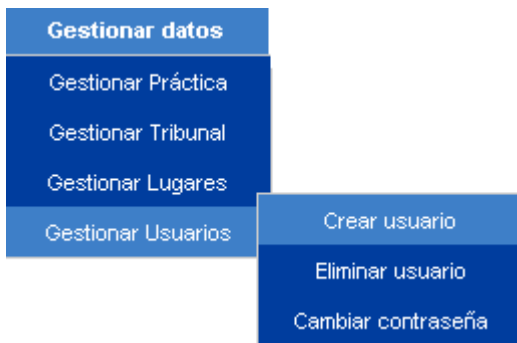 Gestionar datos
Gestionar Práctica
Gestionar Tribunal
Gestionar Lugares
Gestionar Usuarios
Crear usuario
Eliminar usuario
Cambiar contraseña